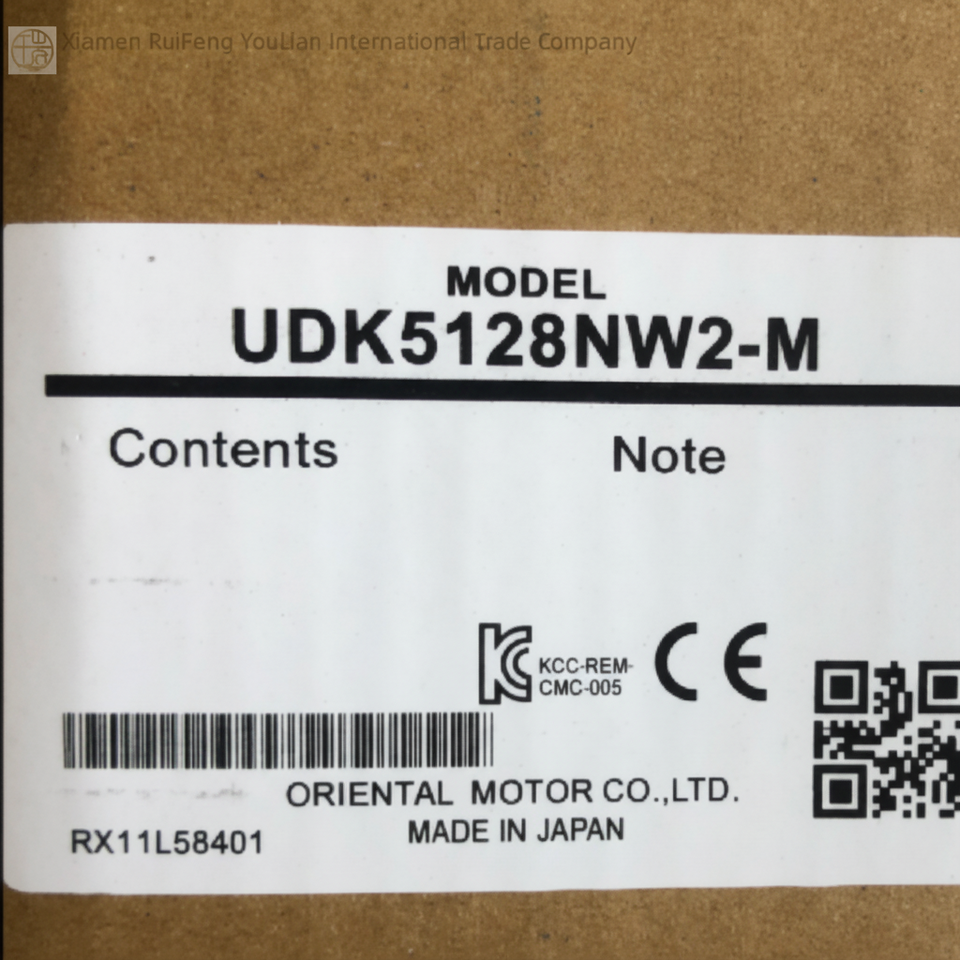 Xiamen RuiFeng YouLian International Trade Company
MODEL
UDK5128NW2-M
Contents Note
KCC-REM-
CMC-005
CE
ORIENTAL MOTOR CO.,LTD.
MADE IN JAPAN
RX11L58401